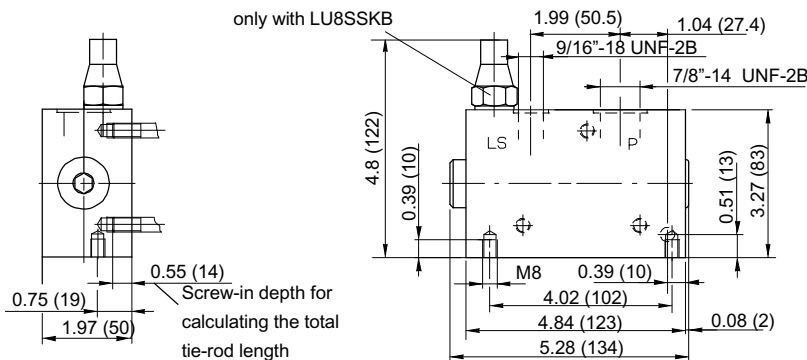 only with LU8SSKB
1.99 (50.5)
1.04 (27.4)
9/16”-18 UNF-2B
7/8”-14 UNF-2B
4.8 (122)
0.39 (10)
LS
P
0.51 (13)
3.27 (83)
M8
0.39 (10)
4.02 (102)
4.84 (123)
0.08 (2)
5.28 (134)
0.55 (14)
0.75 (19)
1.97 (50)
Screw-in depth for
calculating the total
tie-rod length